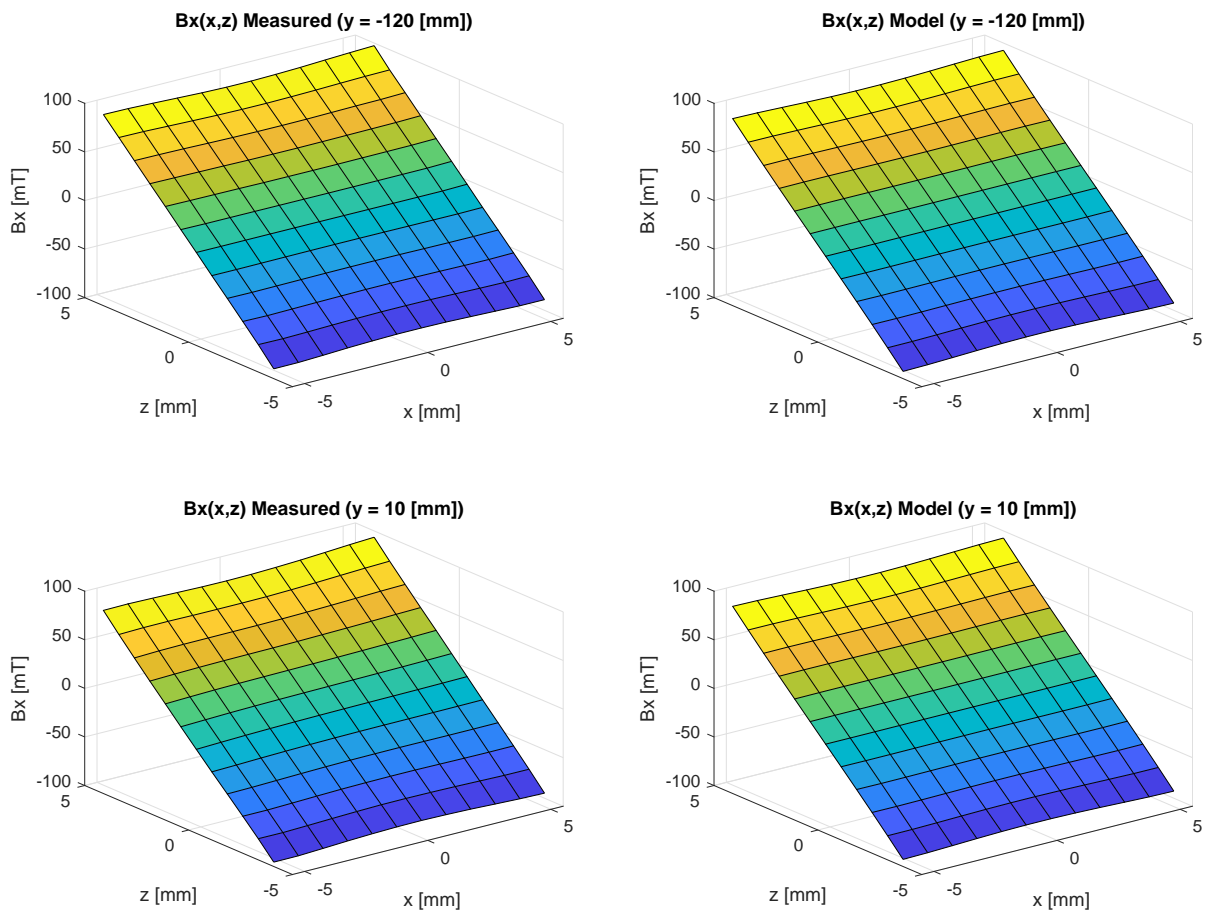 Bx(x,z) Measured (y = -120 [mm])
100
50
0
-50
-100
Bx [mT]
5
0
-5
z [mm]
-5
0
5
x [mm]
Bx(x,z) Model (y = -120 [mm])
100
50
0
-50
-100
Bx [mT]
5
0
-5
z [mm]
-5
0
5
x [mm]
Bx(x,z) Measured (y = 10 [mm])
100
50
0
-50
-100
Bx [mT]
5
0
-5
z [mm]
-5
0
5
x [mm]
Bx(x,z) Model (y = 10 [mm])
100
50
0
-50
-100
Bx [mT]
5
0
-5
z [mm]
-5
0
5
x [mm]